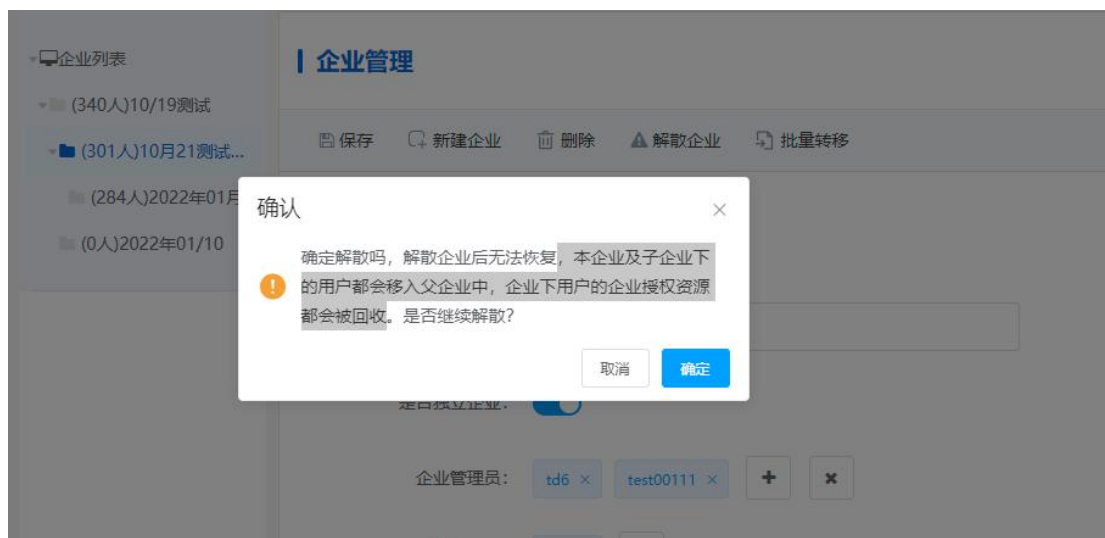 企业列表
(340人)10/19测试
(301人)10月21测试...
(284人)2022年01月
(0人)2022年01/10
企业管理
保存 新建企业 删除 解散企业 批量转移
确认
确定解散吗，解散企业后无法恢复，本企业及子企业下
的用户都会移入父企业中，企业下用户的企业授权资源
都会被回收。是否继续解散？
取消 确定
是否独立企业：
企业管理员： td6 × test00111 ×